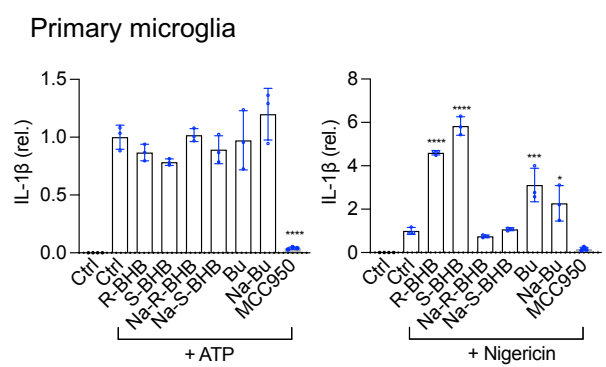 Primary microglia
IL-1β (rel.)
1.5
1.0
0.5
0.0
****
Ctrl
Ctrl
R-BHB
S-BHB
Na-R-BHB
Na-S-BHB
Bu
Na-Bu
MCC950
+ ATP
IL-1β (rel.)
8
6
4
2
0
****
****
***
*
Ctrl
Ctrl
R-BHB
S-BHB
Na-R-BHB
Na-S-BHB
Bu
Na-Bu
MCC950
+ Nigericin